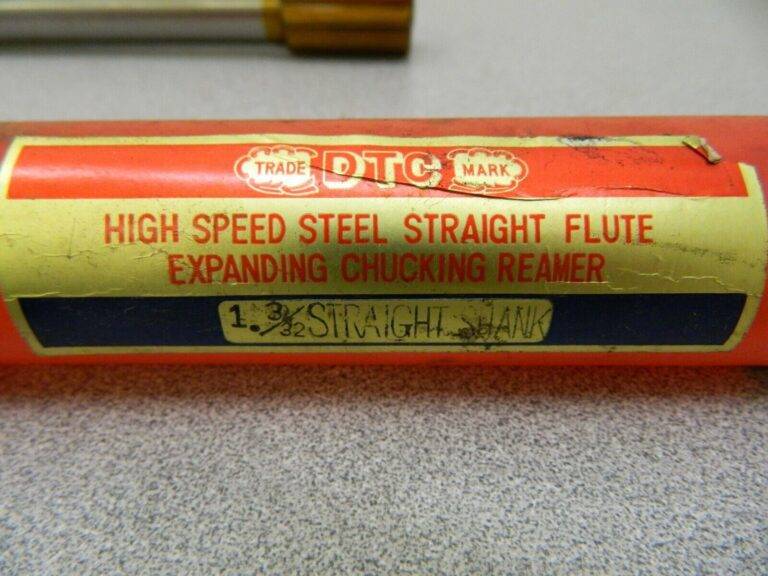 TRADE DTC MARK
HIGH SPEED STEEL STRAIGHT FLUTE
EXPANDING CHUCKING REAMER
1. 3/32 STRAIGHT SHANK